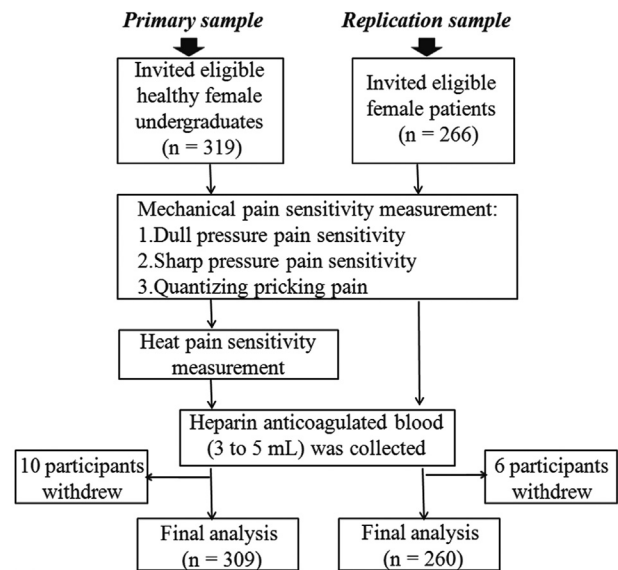 Primary sample
Replication sample
Invited eligible
healthy female
undergraduates
(n = 319)
Invited eligible
female patients
(n = 266)
Mechanical pain sensitivity measurement:
1.Dull pressure pain sensitivity
2.Sharp pressure pain sensitivity
3.Quantizing pricking pain
Heat pain sensitivity
measurement
Heparin anticoagulated blood
(3 to 5 mL) was collected
10 participants
withdrew
6 participants
withdrew
Final analysis
(n = 309)
Final analysis
(n = 260)